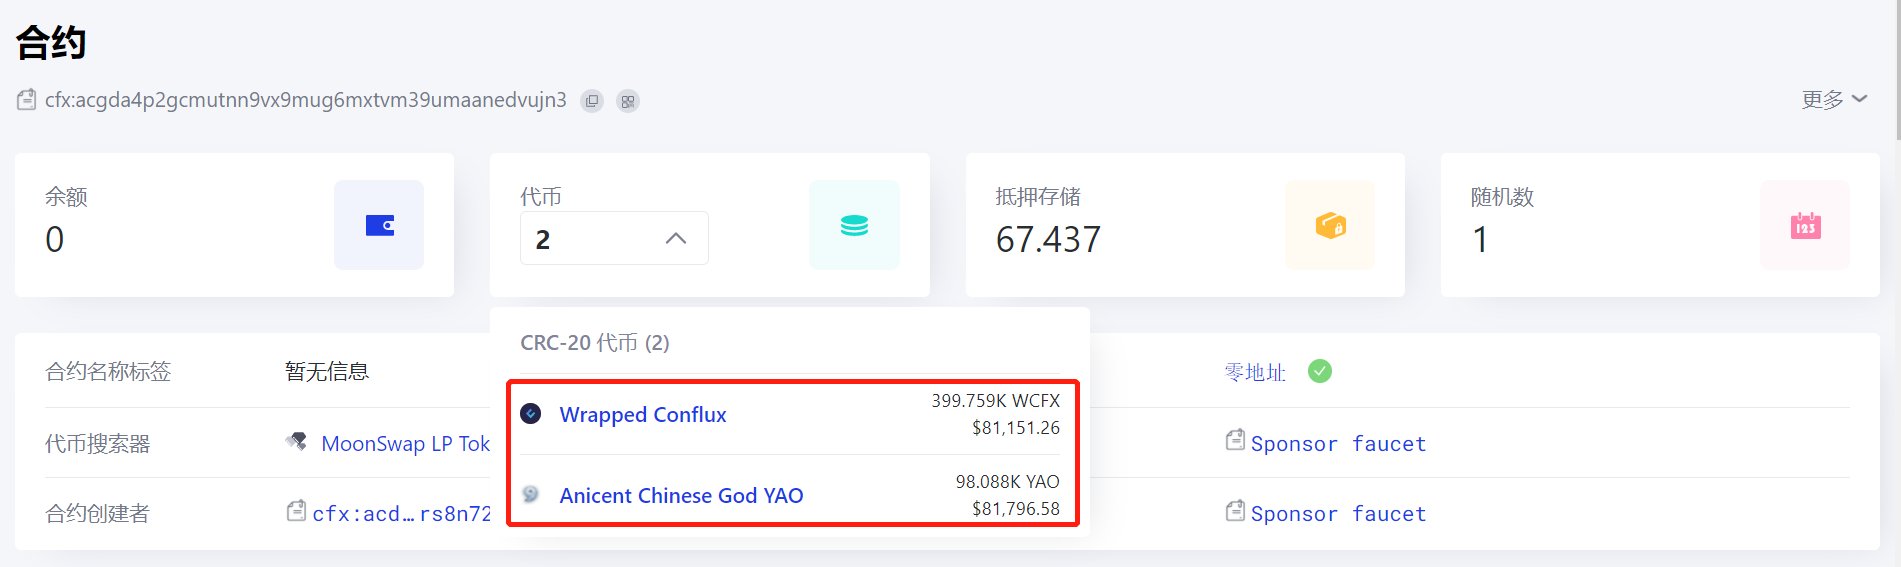 合约
cfx:acgda4p2gcmutnn9vx9mug6mxtvm39umaanedvujn3
更多
余额
0
代币
2
抵押存储
67.437
随机数
1
123
CRC-20 代币 (2)
Wrapped Conflux
399.759K WCFX
$81,151.26
Anicent Chinese God YAO
98.088K YAO
$81,796.58
合约名称标签
暂无信息
零地址
代币搜索器
MoonSwap LP Tok
Sponsor faucet
合约创建者
cfx:acd…rs8n72
Sponsor faucet